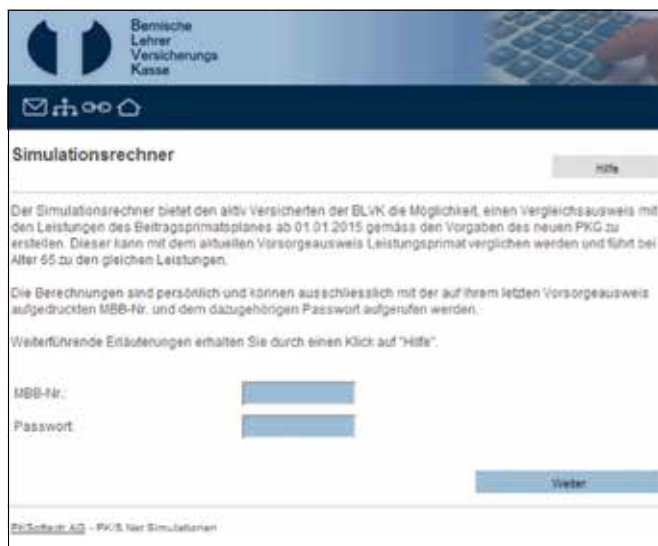 Bernische
Lehrer
Versicherungs
Kasse
Simulationsrechner
Hilfe
Der Simulationsrechner bietet den aktiv Versicherten der BLVK die Möglichkeit, einen Vergleichsausweis mit
den Leistungen des Beitragsprimatsplanes ab 01.01.2015 gemäss den Vorgaben des neuen PKG zu
erstellen. Dieser kann mit dem aktuellen Vorsorgeausweis Leistungsprimat verglichen werden und führt bei
Alter 65 zu den gleichen Leistungen.
Die Berechnungen sind persönlich und können ausschliesslich mit der auf Ihrem letzten Vorsorgeausweis
aufgedruckten MBB-Nr. und dem dazugehörigen Passwort aufgerufen werden.
Weiterführende Erläuterungen erhalten Sie durch einen Klick auf "Hilfe".
MBB-Nr.:
Passwort:
Weiter
PKSoftech AG - PK/S Net Simulationen